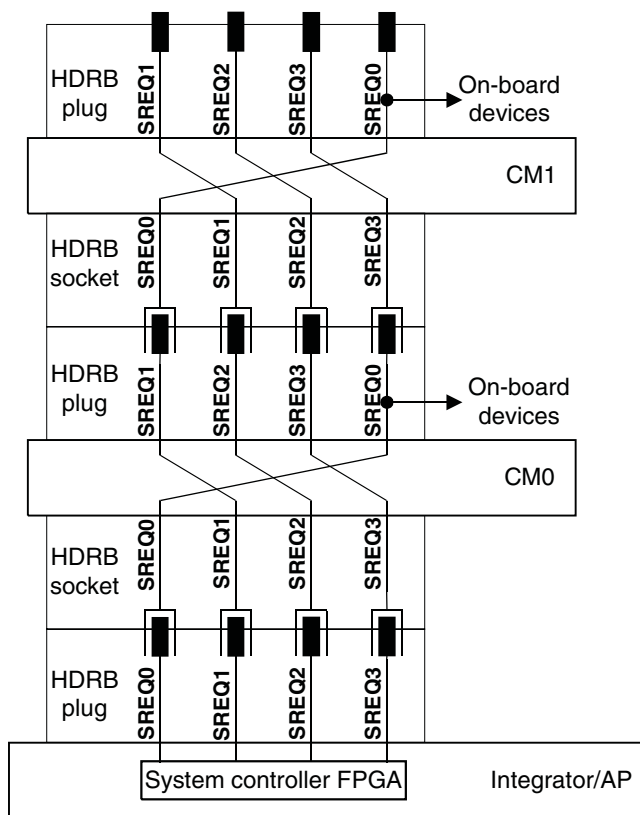 HDRB
plug
SREQ1
SREQ2
SREQ3
SREQ0
On-board
devices
CM1
HDRB
socket
SREQ0
SREQ1
SREQ2
SREQ3
HDRB
plug
SREQ1
SREQ2
SREQ3
SREQ0
On-board
devices
CM0
HDRB
socket
SREQ0
SREQ1
SREQ2
SREQ3
HDRB
plug
SREQ0
SREQ1
SREQ2
SREQ3
System controller FPGA
Integrator/AP